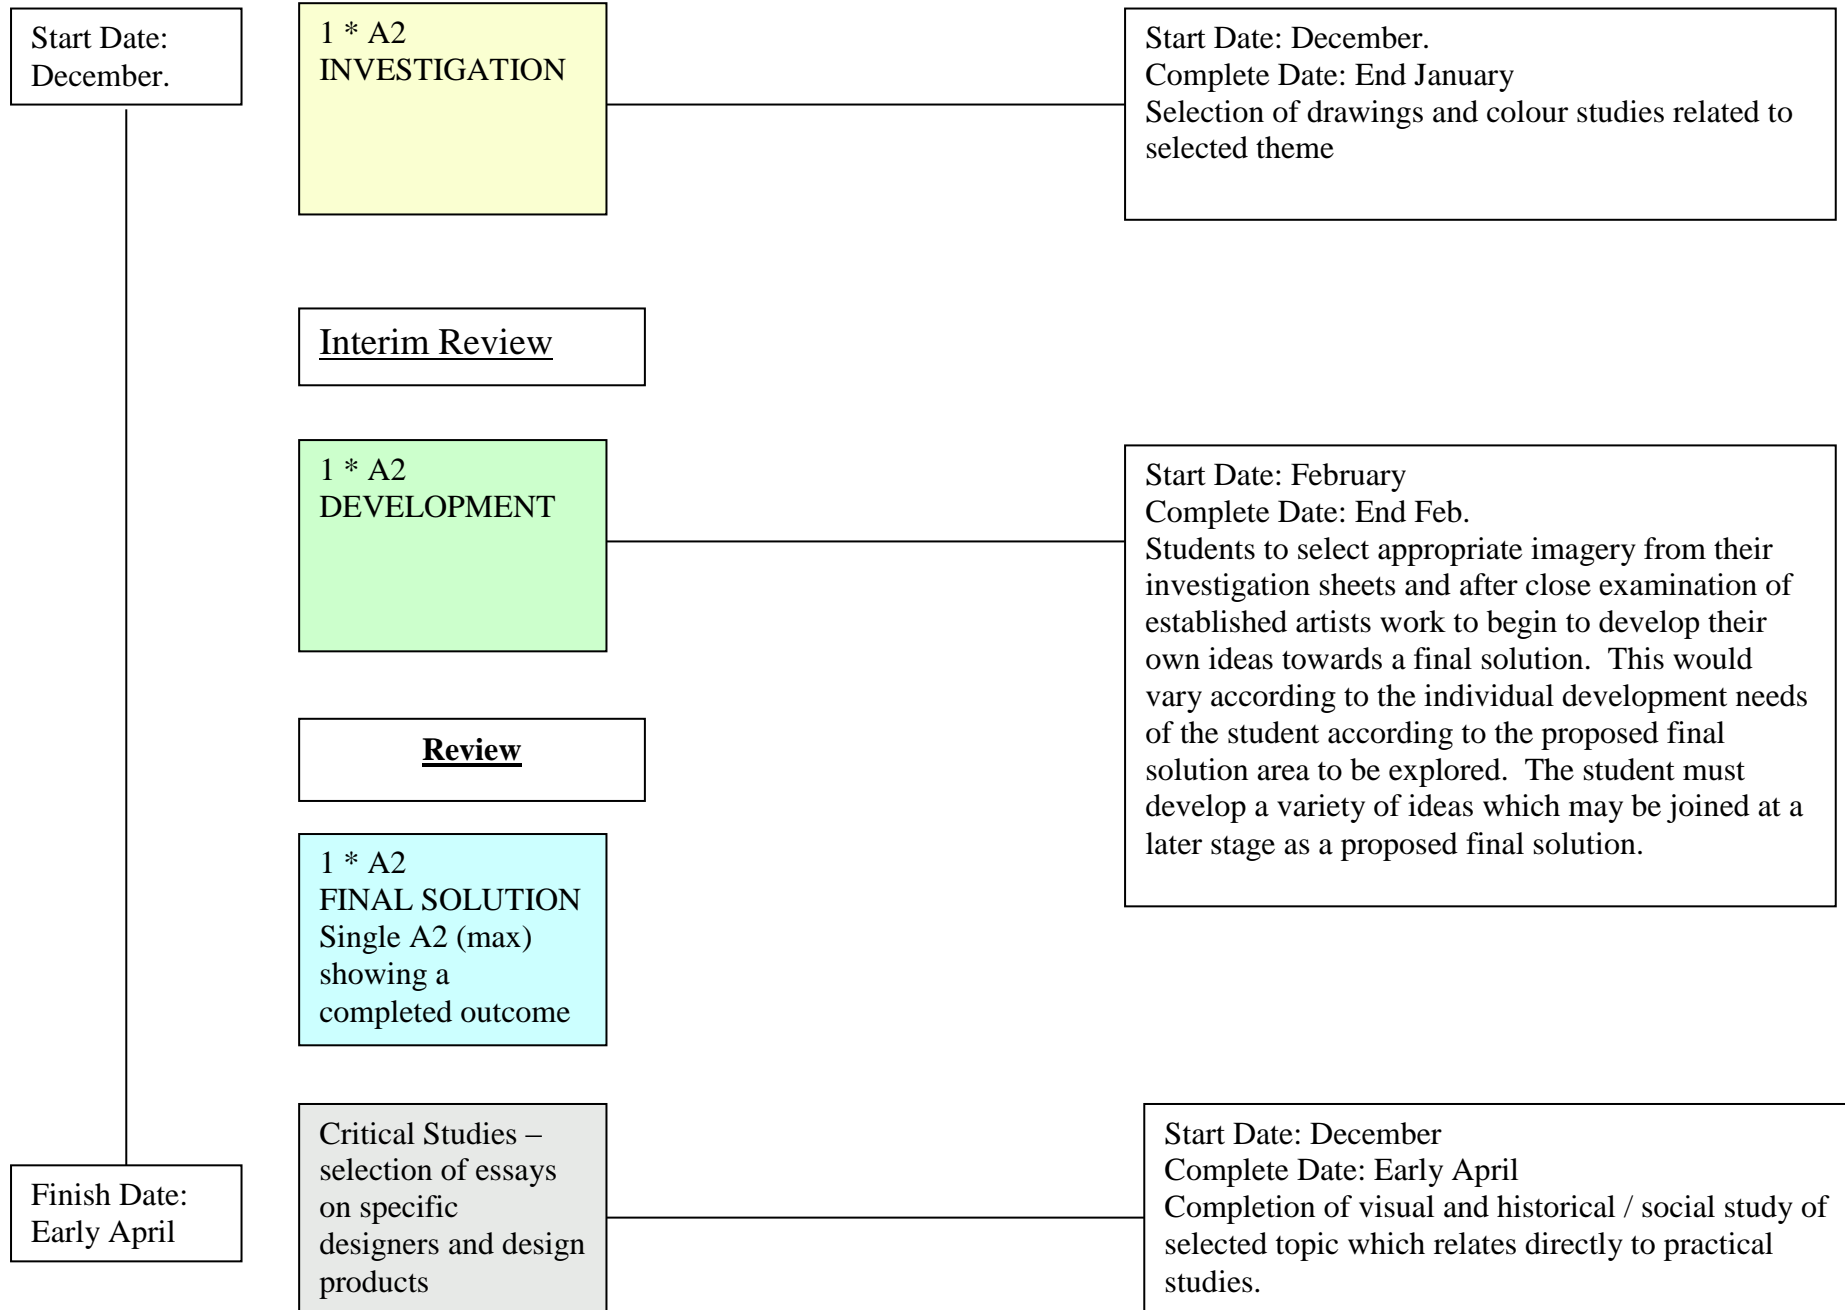 Start Date:
December.
1 * A2
INVESTIGATION
Start Date: December.
Complete Date: End January
Selection of drawings and colour studies related to
selected theme
Interim Review
1 * A2
DEVELOPMENT
Start Date: February
Complete Date: End Feb.
Students to select appropriate imagery from their
investigation sheets and after close examination of
established artists work to begin to develop their
own ideas towards a final solution.  This would
vary according to the individual development needs
of the student according to the proposed final
solution area to be explored.  The student must
develop a variety of ideas which may be joined at a
later stage as a proposed final solution.
Review
1 * A2
FINAL SOLUTION
Single A2 (max)
showing a
completed outcome
Finish Date:
Early April
Critical Studies –
selection of essays
on specific
designers and design
products
Start Date: December
Complete Date: Early April
Completion of visual and historical / social study of
selected topic which relates directly to practical
studies.